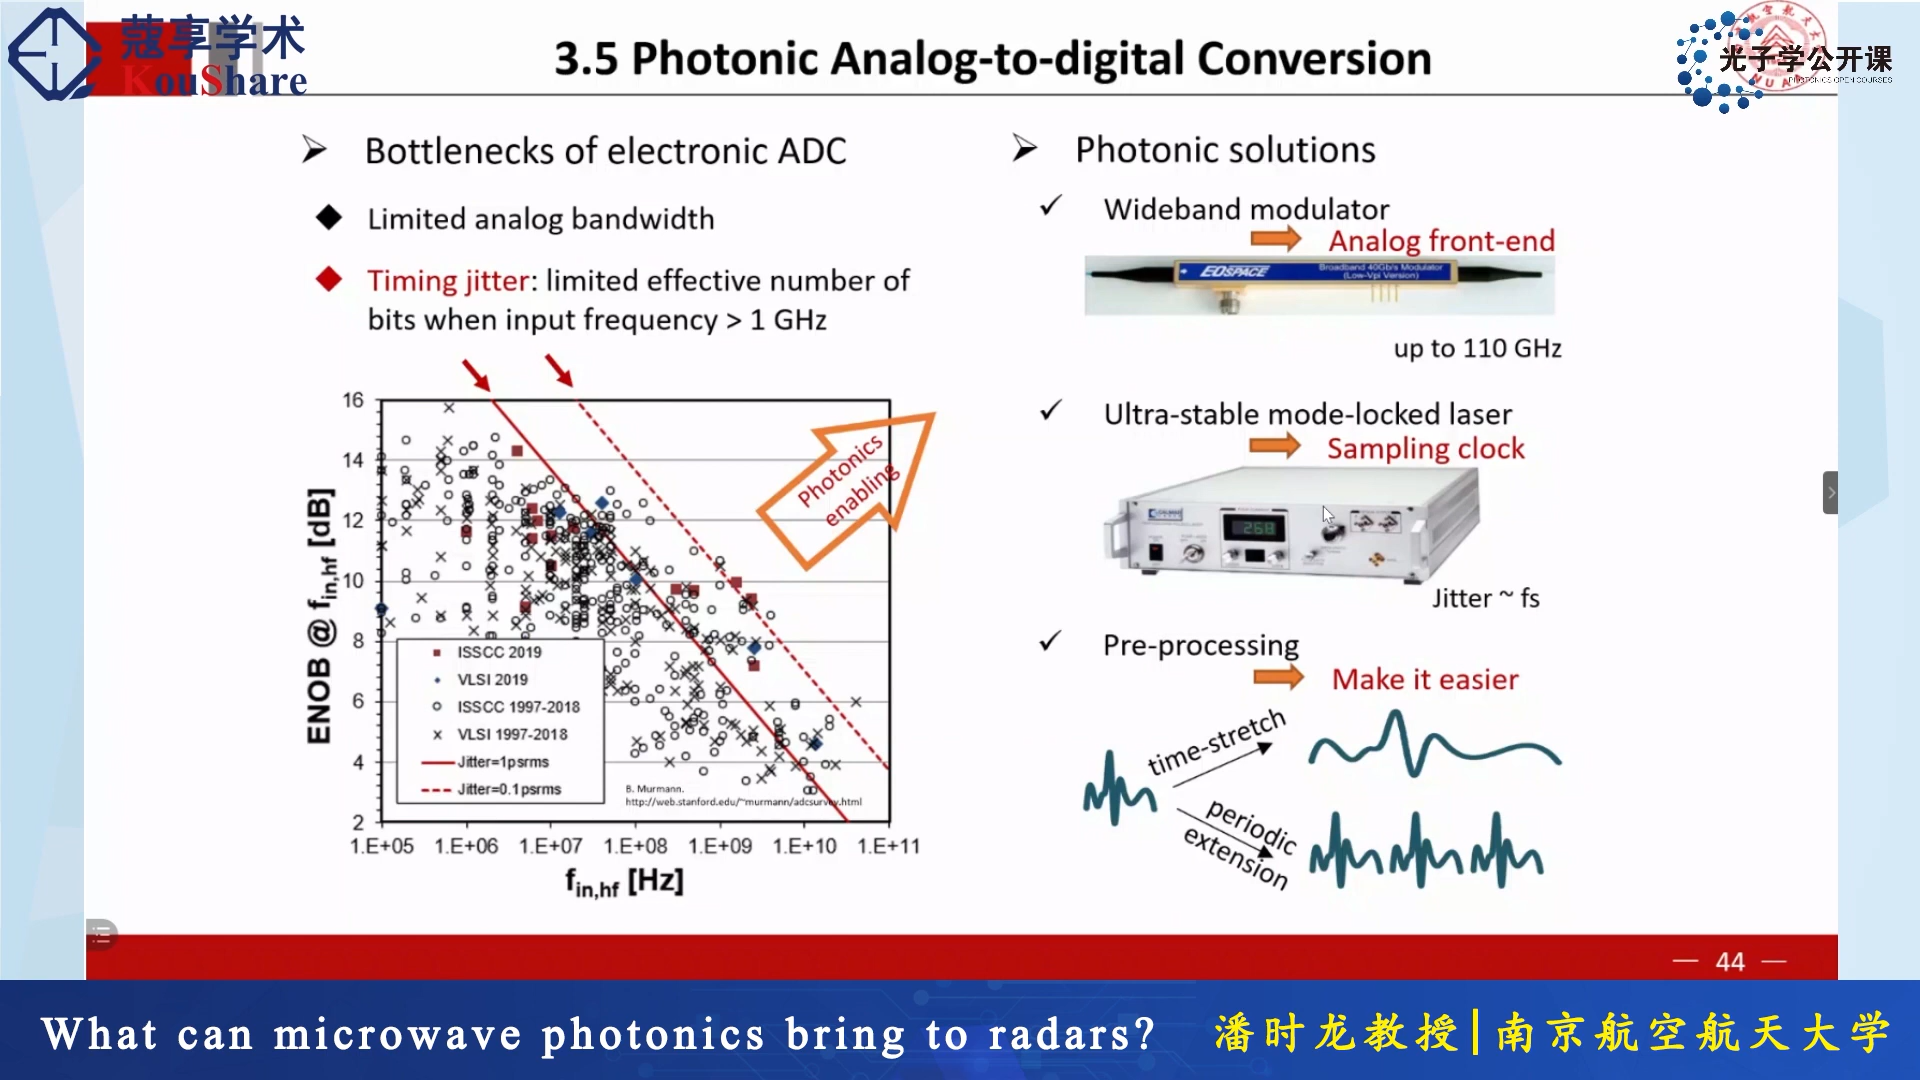 蔻享学术
KouShare
3.5 Photonic Analog-to-digital Conversion
光子学公开课
PHOTONICS OPEN COURSES
Bottlenecks of electronic ADC
Limited analog bandwidth
Timing jitter: limited effective number of
bits when input frequency > 1 GHz
16
14
12
10
8
6
4
2
ENOB @ fin,hf [dB]
Photonics
enabling
ISSCC 2019
VLSI 2019
ISSCC 1997-2018
VLSI 1997-2018
Jitter=1psrms
Jitter=0.1psrms
B. Murmann.
http://web.stanford.edu/~murmann/adcsurvey.html
1.E+05 1.E+06 1.E+07 1.E+08 1.E+09 1.E+10 1.E+11
fin,hf [Hz]
Photonic solutions
Wideband modulator
Analog front-end
EOSPACE
Broadband 40Gb/s Modulator
(Low-Vpi Version)
up to 110 GHz
Ultra-stable mode-locked laser
Sampling clock
268
Jitter ~ fs
Pre-processing
Make it easier
time-stretch
periodic
extension
— 44 —
What can microwave photonics bring to radars?
潘时龙教授|南京航空航天大学